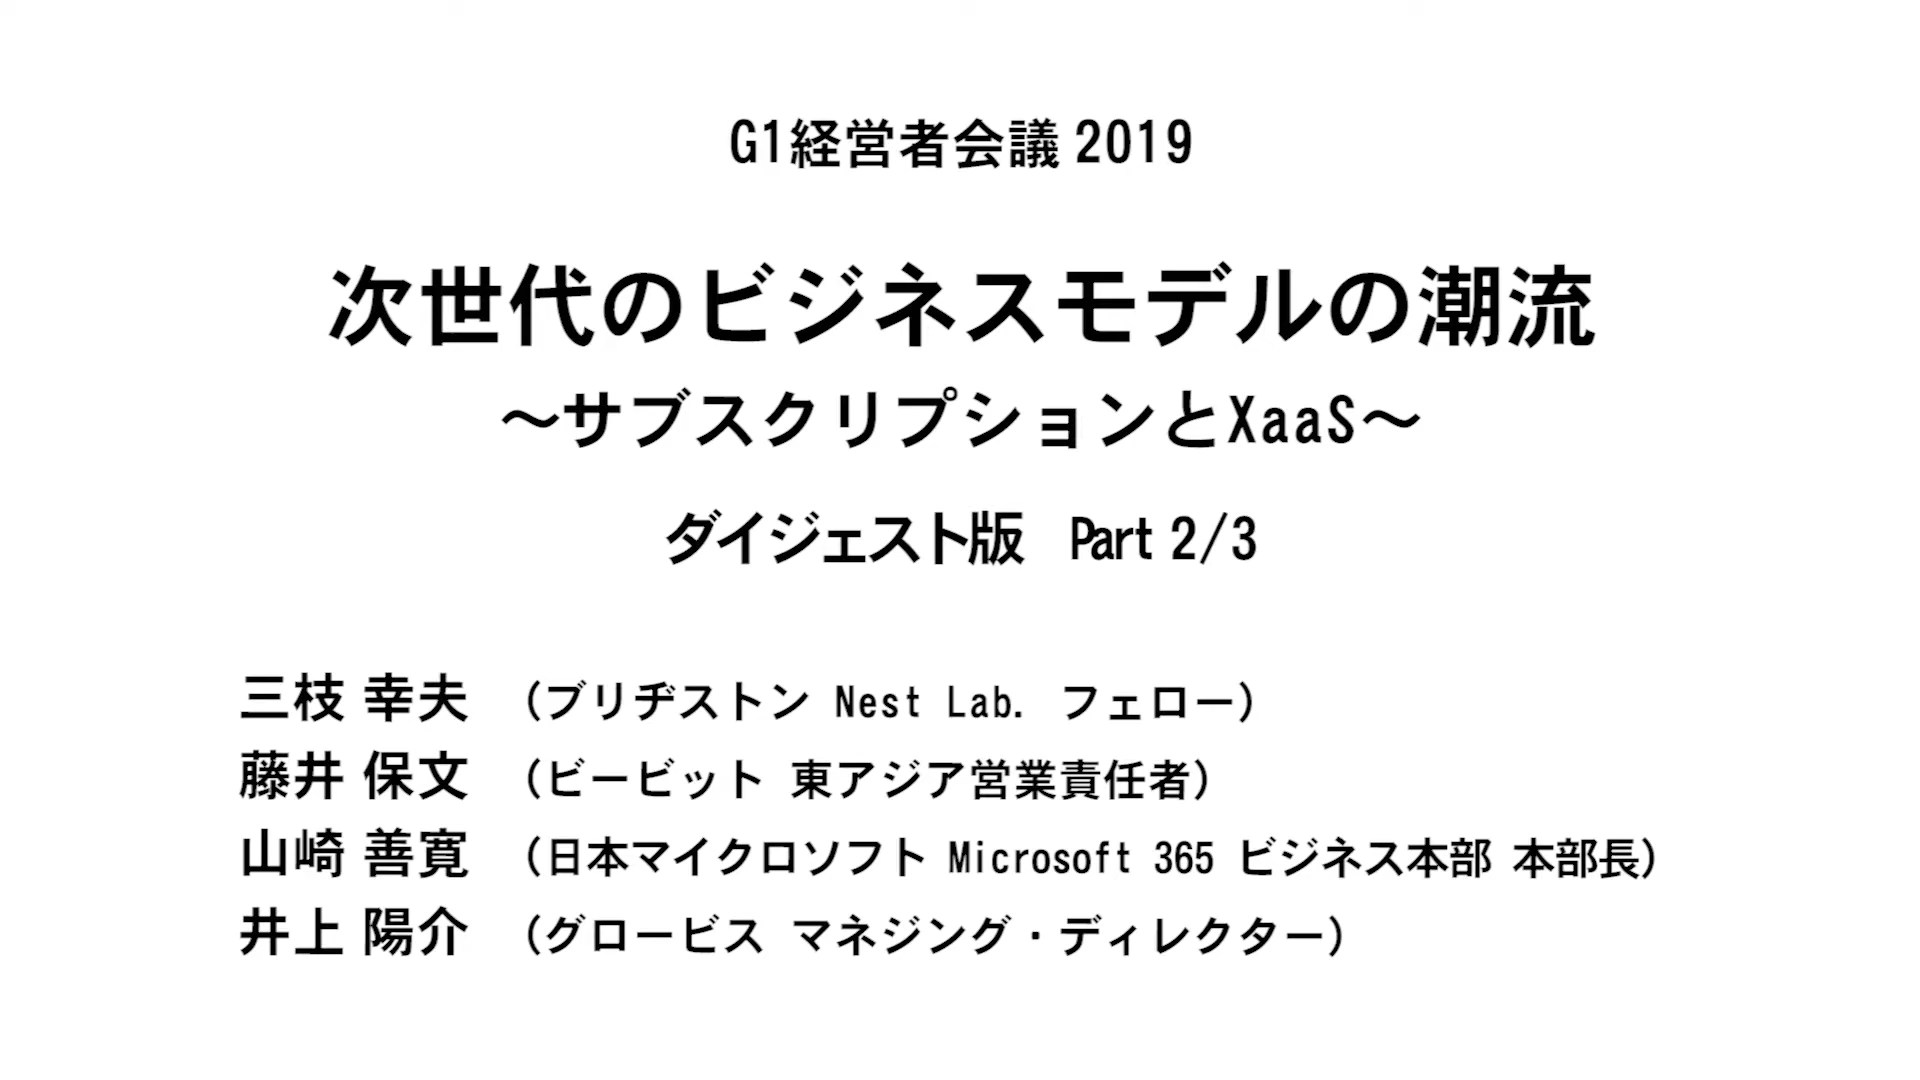 G1経営者会議 2019
次世代のビジネスモデルの潮流
～サブスクリプションとXaaS～
ダイジェスト版 Part 2/3
三枝 幸夫 （ブリヂストン Nest Lab. フェロー）
藤井 保文 （ビービット 東アジア営業責任者）
山崎 善寛 （日本マイクロソフト Microsoft 365 ビジネス本部 本部長）
井上 陽介 （グロービス マネジング・ディレクター）